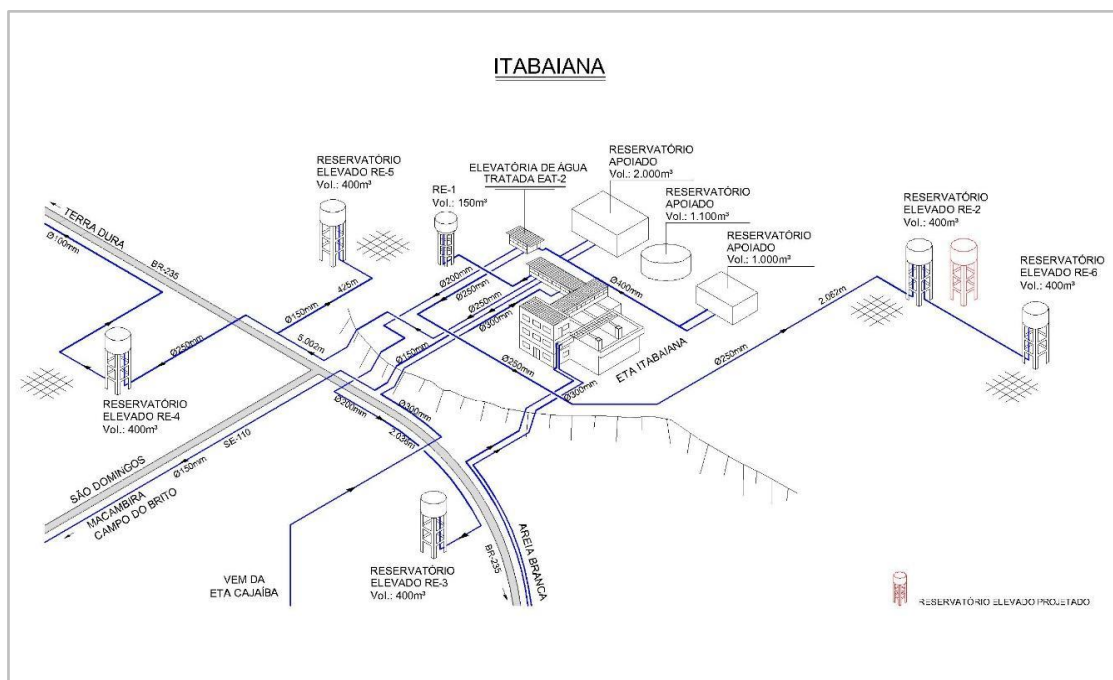 ITABAIANA
RESERVATÓRIO
ELEVADO RE-5
Vol.: 400m³
RE-1
Vol.: 150m³
ELEVATÓRIA DE ÁGUA
TRATADA EAT-2
RESERVATÓRIO
APOIADO
Vol.: 2.000m³
RESERVATÓRIO
APOIADO
Vol.: 1.100m³
RESERVATÓRIO
APOIADO
Vol.: 1.000m³
RESERVATÓRIO
ELEVADO RE-2
Vol.: 400m³
RESERVATÓRIO
ELEVADO RE-6
Vol.: 400m³
TERRA DURA
Ø100mm
BR-235
Ø150mm
425m
Ø200mm
Ø250mm
Ø250mm
Ø300mm
Ø400mm
2.062m
Ø250mm
Ø250mm
5.002m
Ø150mm
Ø250mm
ETA ITABAIANA
Ø300mm
RESERVATÓRIO
ELEVADO RE-4
Vol.: 400m³
Ø200mm
Ø300mm
2.036m
SE-110
Ø150mm
SÃO DOMINGOS
MACAMBIRA
CAMPO DO BRITO
VEM DA
ETA CAJAÍBA
RESERVATÓRIO
ELEVADO RE-3
Vol.: 400m³
BR-235
AREIA BRANCA
RESERVATÓRIO ELEVADO PROJETADO